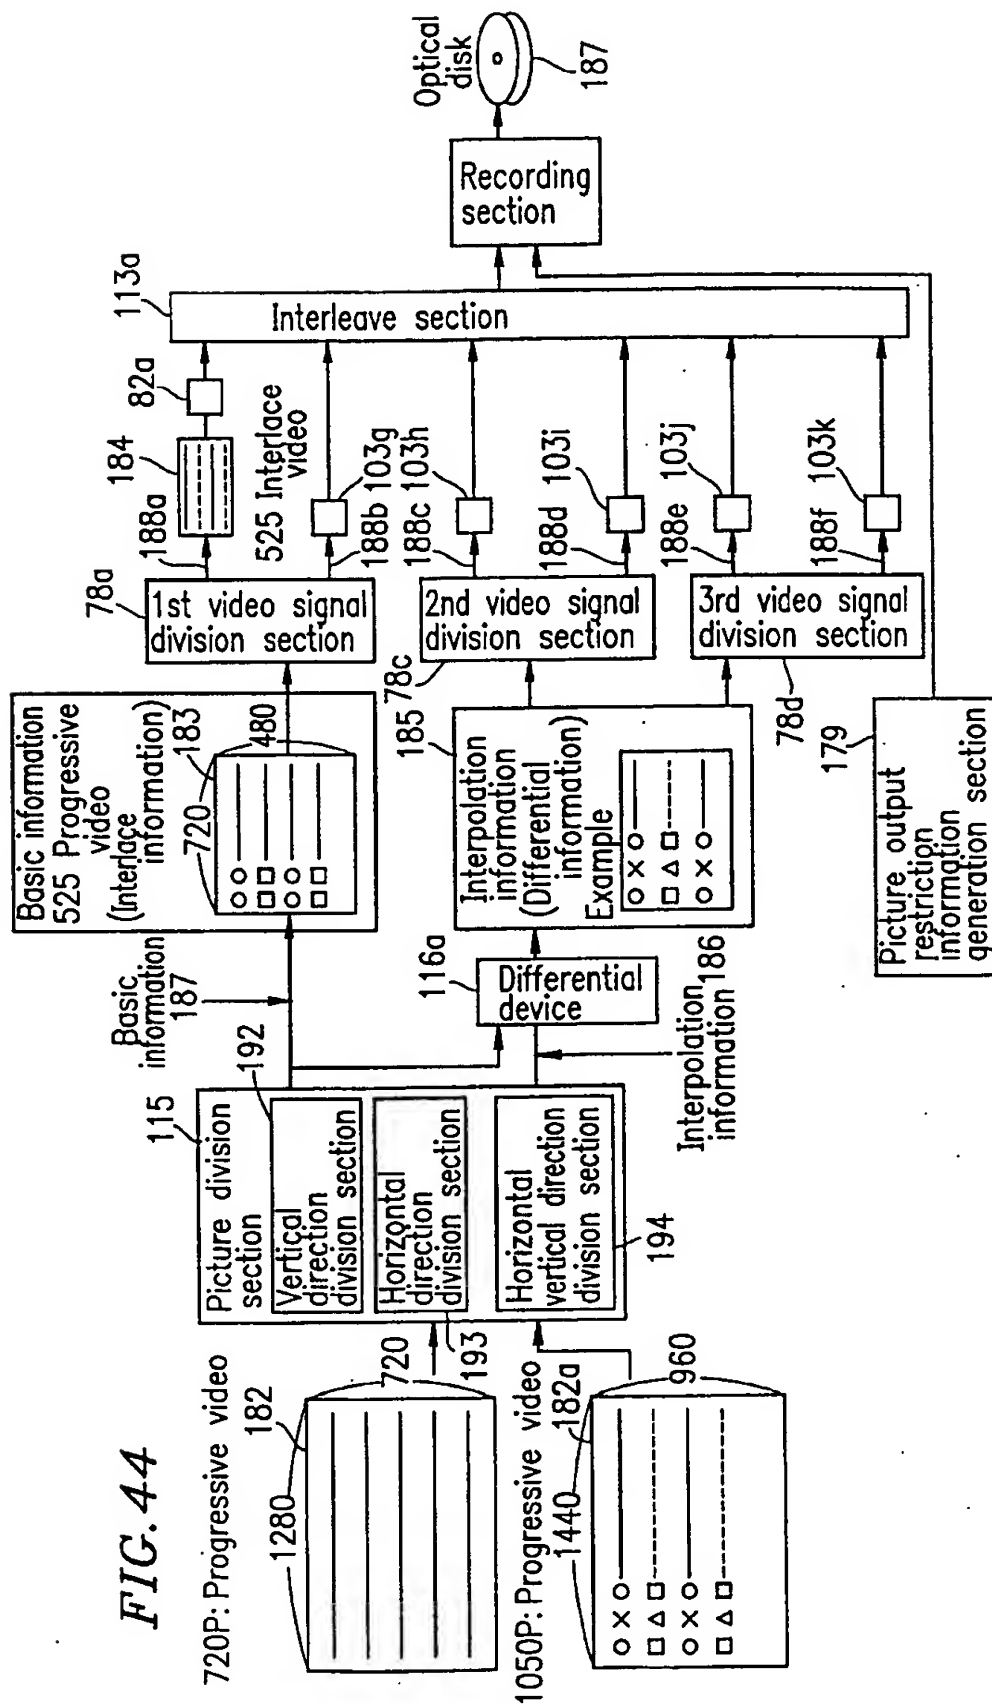 FIG. 44
720P: Progressive video
182
1280
720
1050P: Progressive video
182a
1440
960
115
Picture division
section
192
Vertical
direction
division section
Horizontal
direction
division section
193
Horizontal
vertical direction
division section
194
Basic
information
187
Interpolation
information
186
116a
Differential
device
Basic information
525 Progressive
video
(Interlace
information)
183
720
480
185
Interpolation
information
(Differential
information)
Example
179
Picture output
restriction
information
generation section
78a
1st video signal
division section
78c
2nd video signal
division section
3rd video signal
division section
78d
188a
184
82a
525 Interlace
video
188b
103g
188c
103h
188d
103i
188e
103j
188f
103k
113a
Interleave section
Recording
section
Optical
disk
187